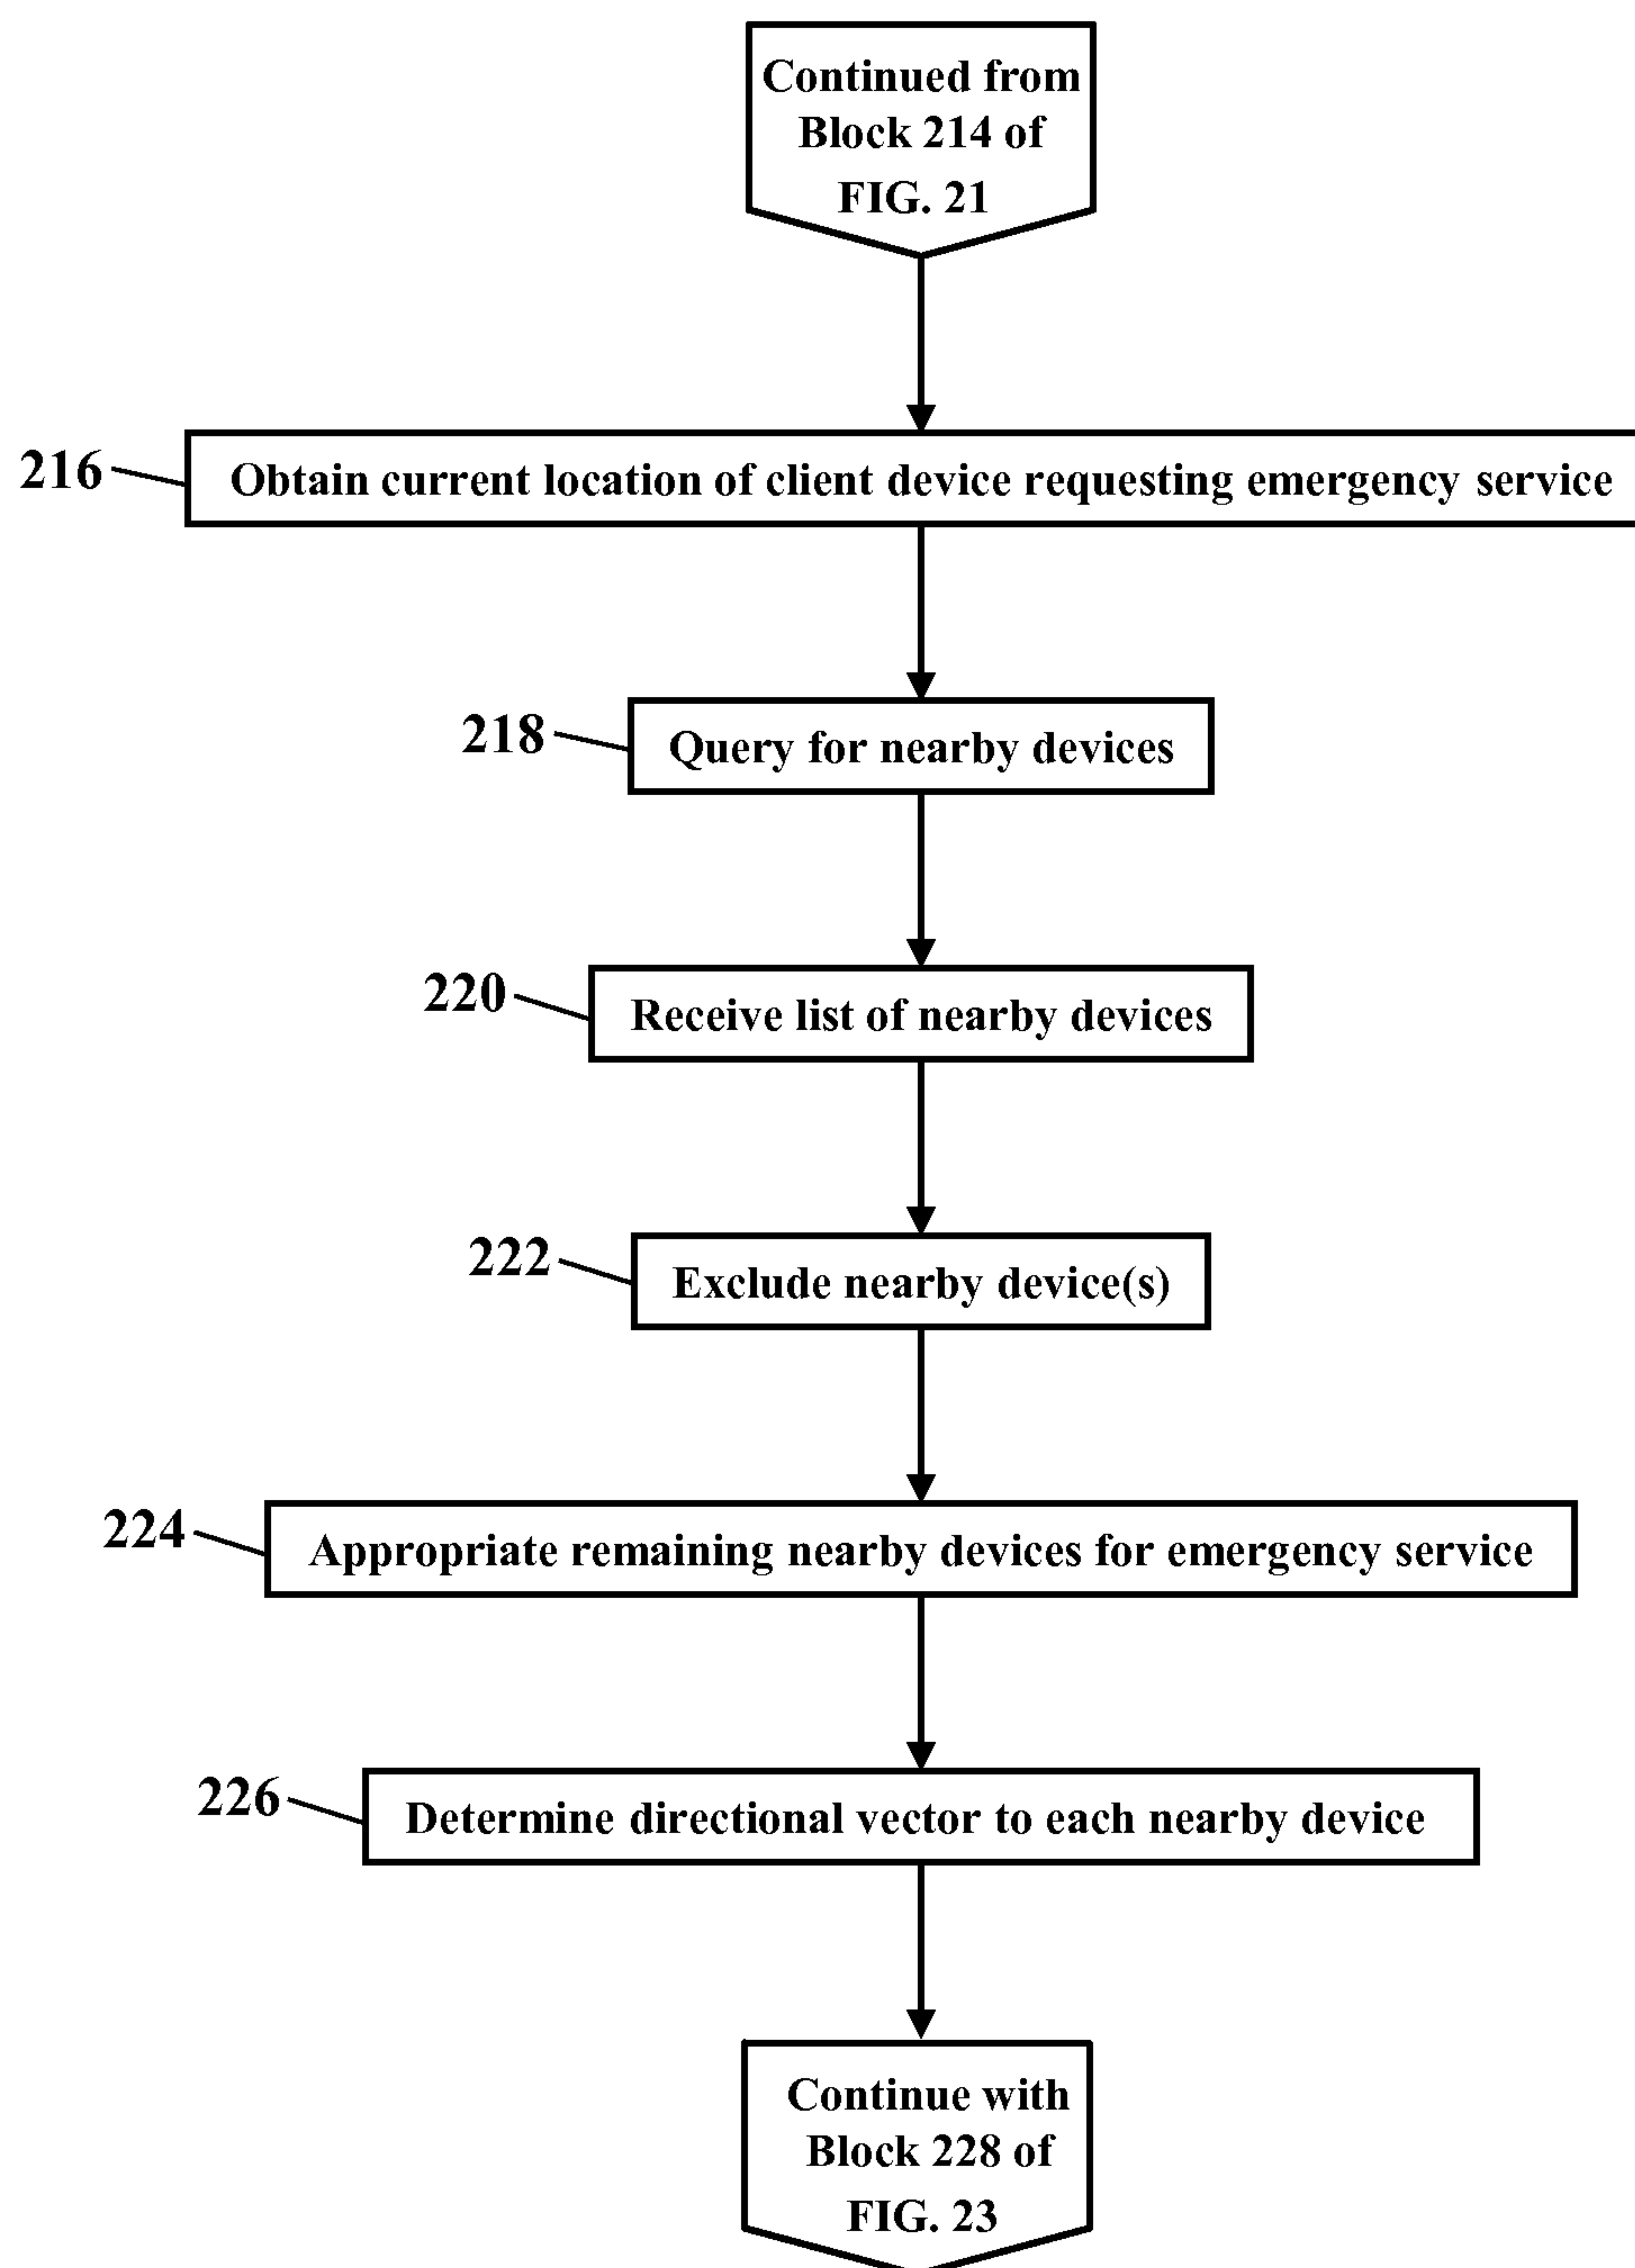 Continued from
Block 214 of
FIG. 21
216
Obtain current location of client device requesting emergency service
218
Query for nearby devices
220
Receive list of nearby devices
222
Exclude nearby device(s)
224
Appropriate remaining nearby devices for emergency service
226
Determine directional vector to each nearby device
Continue with
Block 228 of
FIG. 23